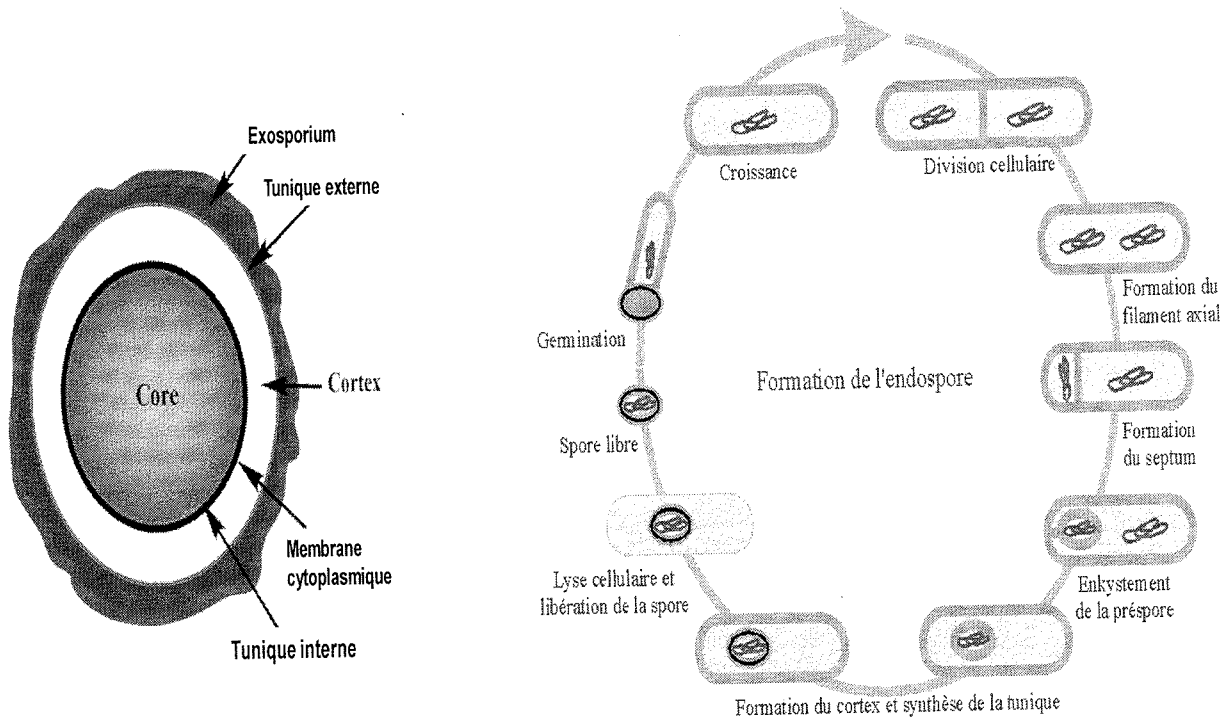 Exosporium
Tunique externe
Core
Cortex
Membrane
cytoplasmique
Tunique interne
Croissance
Division cellulaire
Formation du
filament axial
Formation
du septum
Enkystement
de la préspore
Formation du cortex et synthèse de la tunique
Lyse cellulaire et
libération de la spore
Spore libre
Germination
Formation de l'endospore